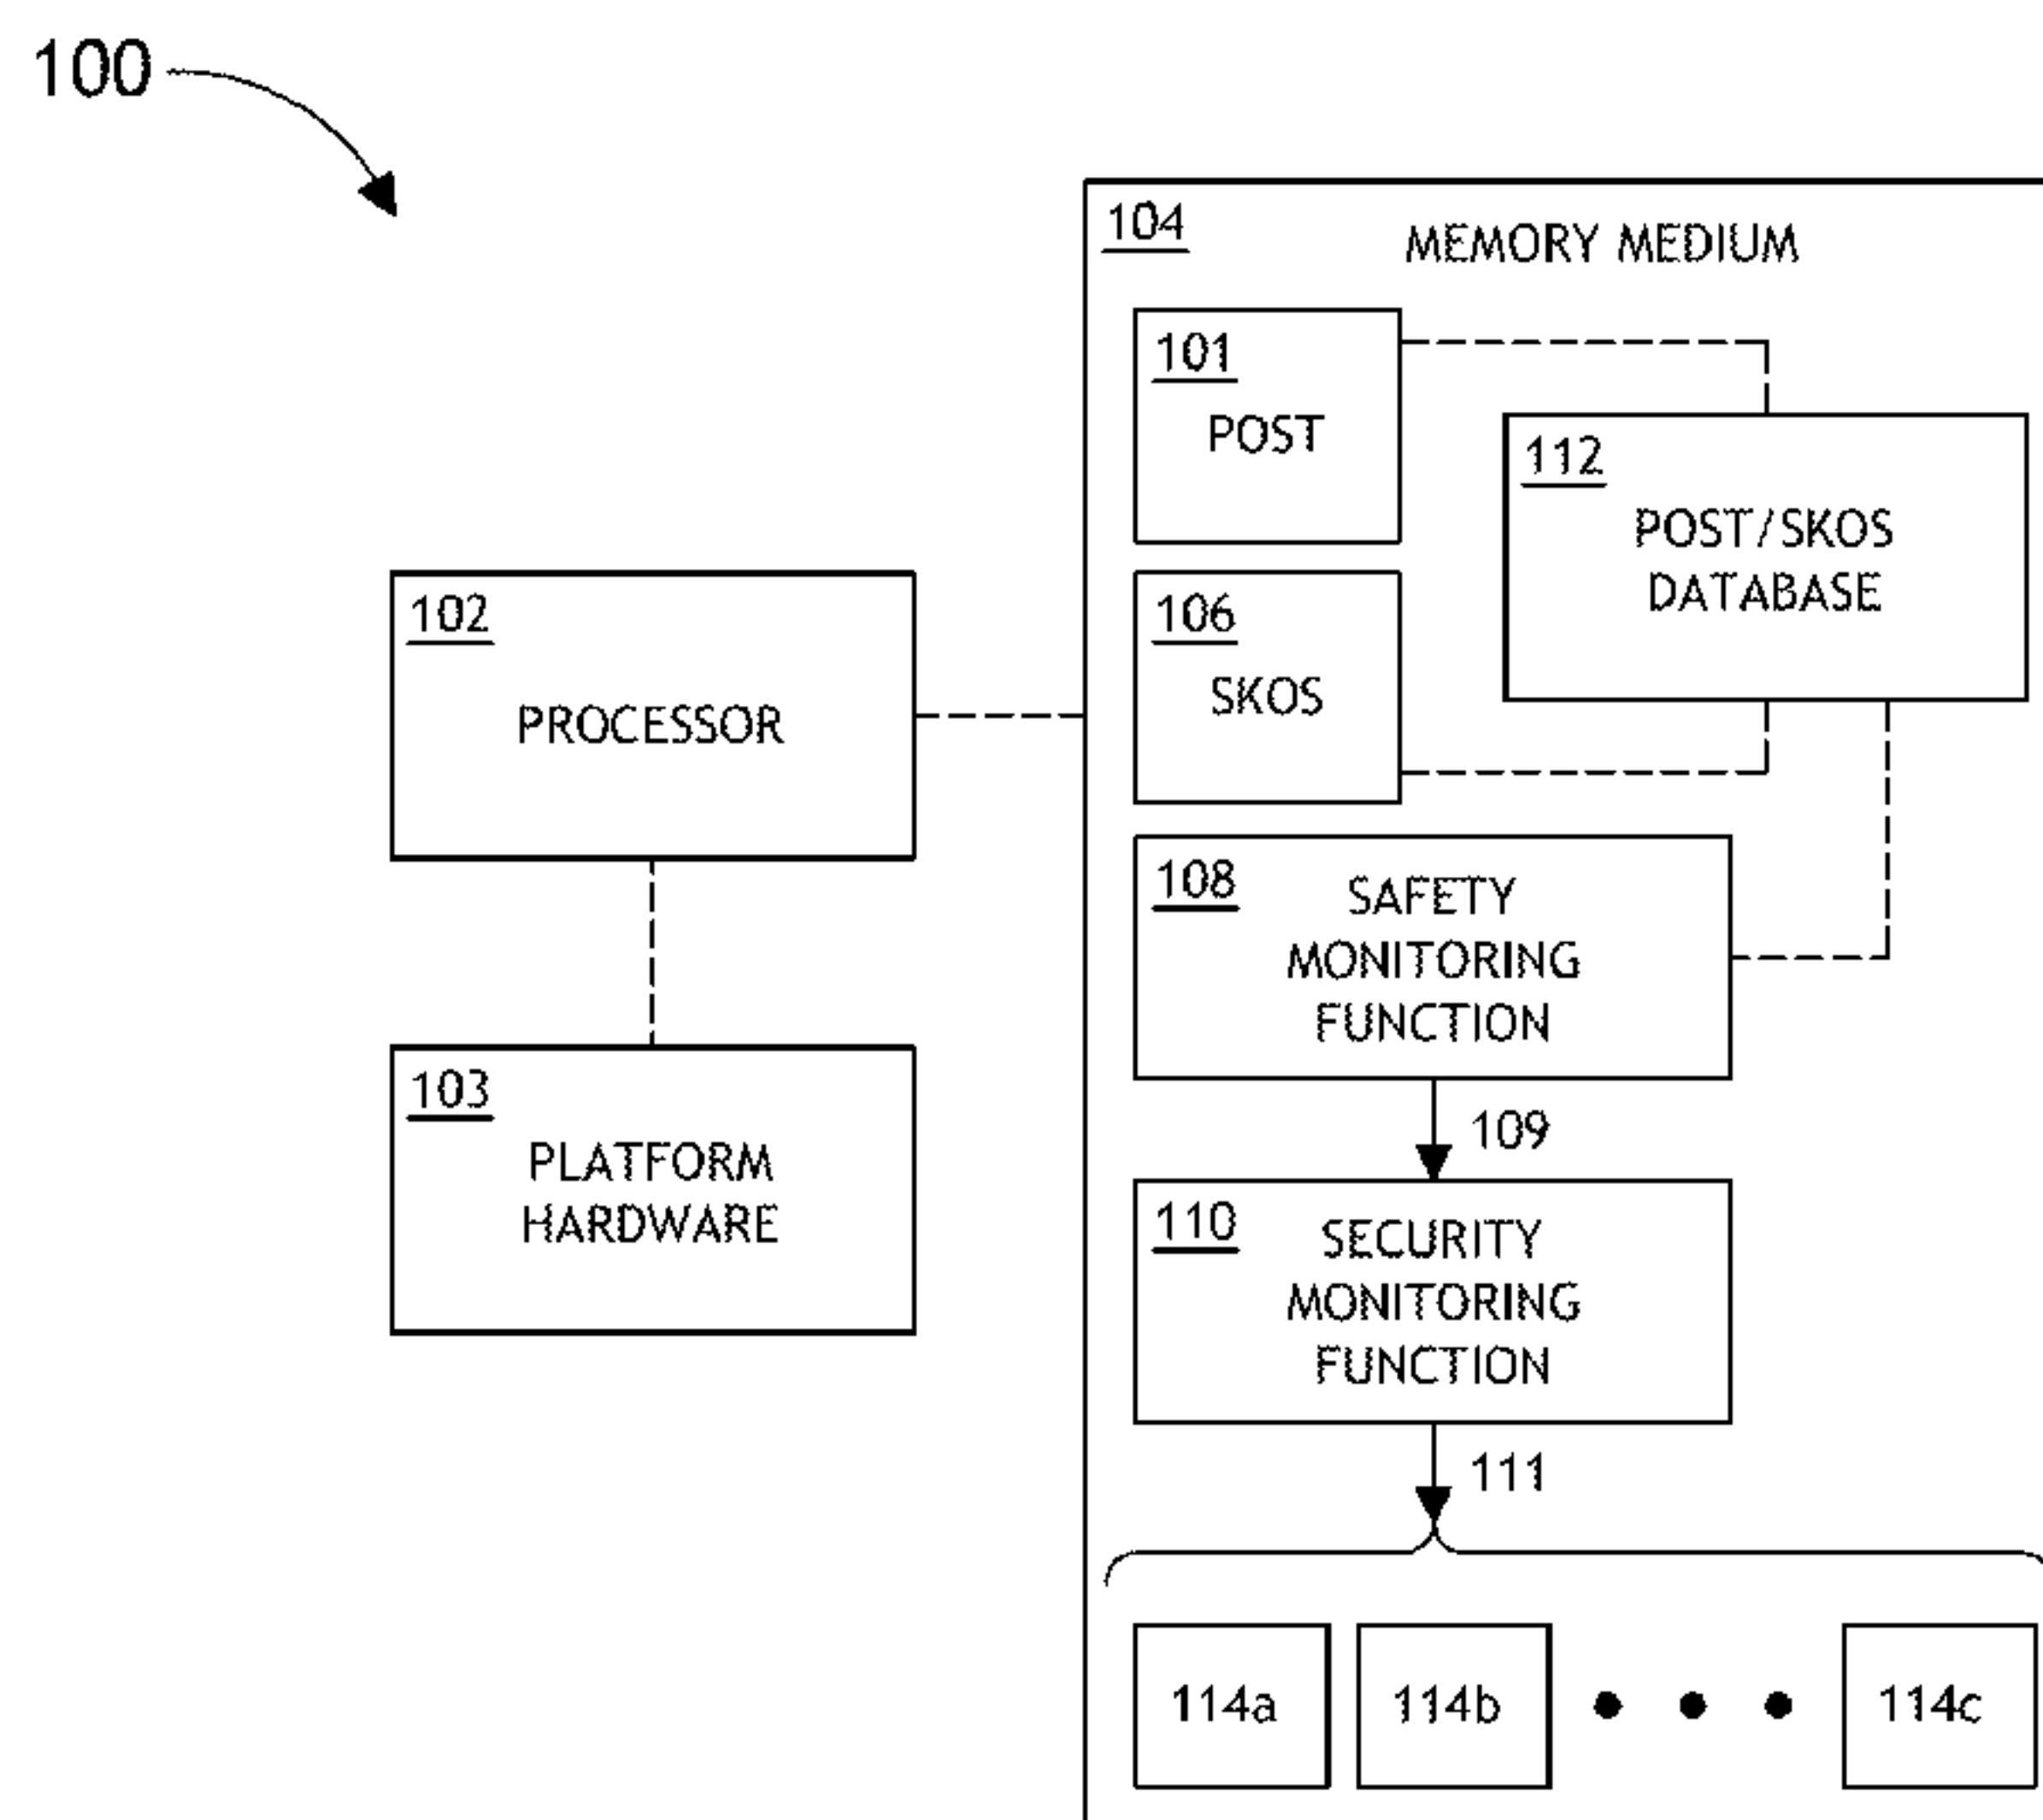 100
104
MEMORY MEDIUM
101
POST
112
POST/SKOS
DATABASE
102
PROCESSOR
106
SKOS
108
SAFETY
MONITORING
FUNCTION
103
PLATFORM
HARDWARE
109
110
SECURITY
MONITORING
FUNCTION
111
114a
114b
114c